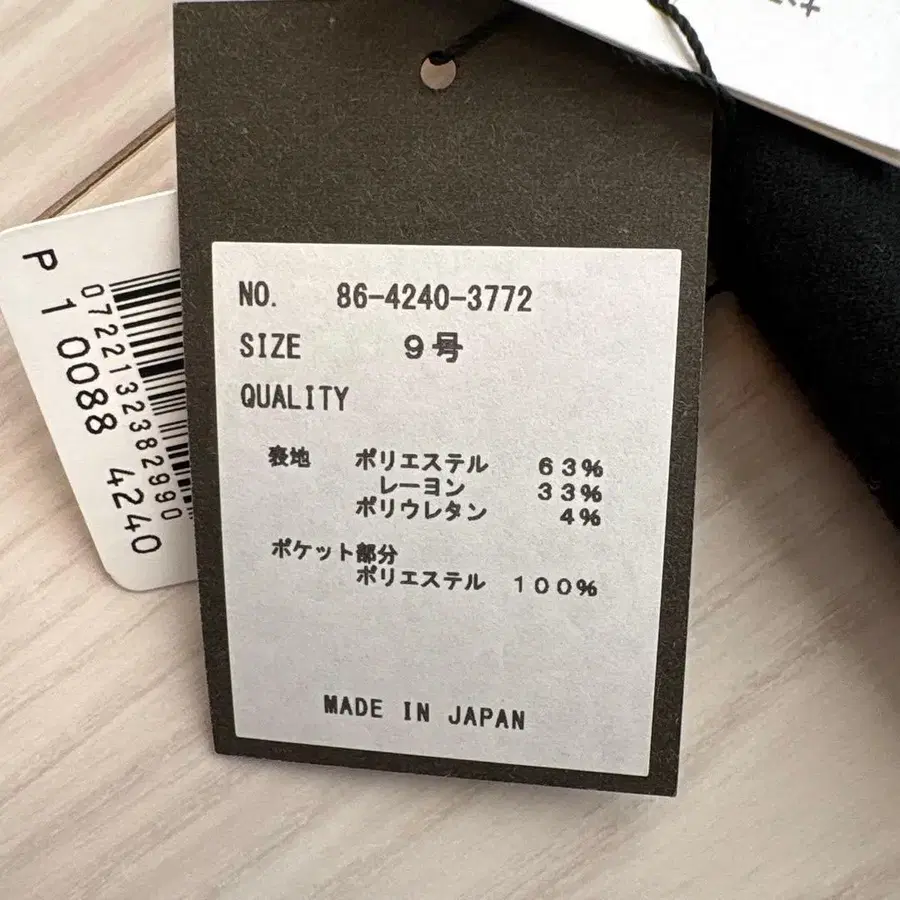 NO. 86-4240-3772
SIZE 9号
QUALITY
表地 ポリエステル 63%
レーヨン 33%
ポリウレタン 4%
ポケット部分
ポリエステル 100%
MADE IN JAPAN
0722132382990
P 1 0088 4240